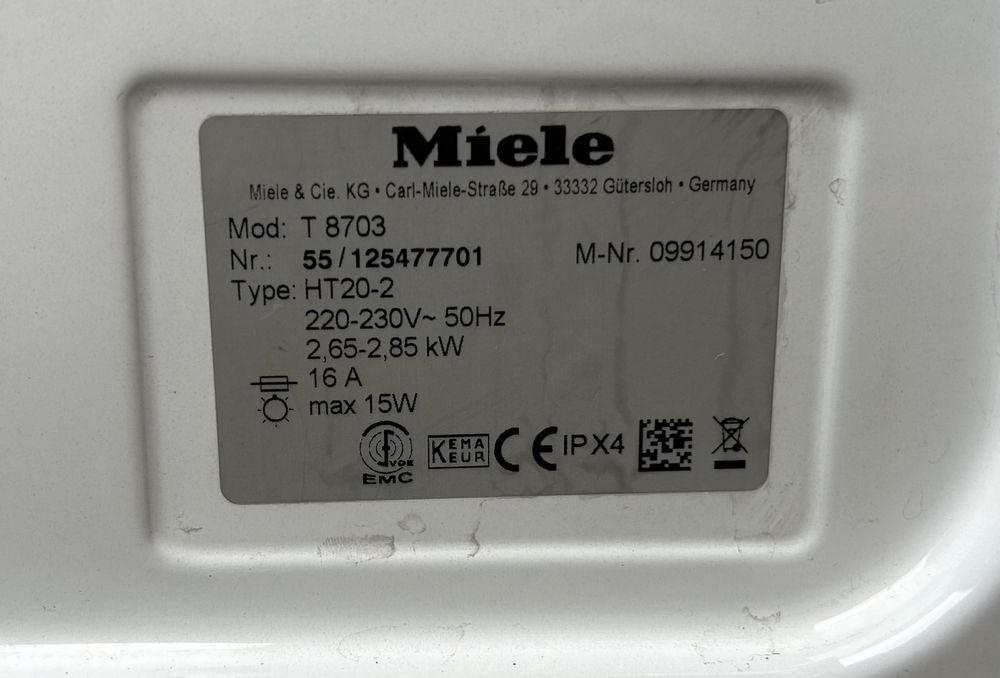 Miele
Miele & Cie. KG • Carl-Miele-Straße 29 • 33332 Gütersloh • Germany
Mod: T 8703
Nr.: 55/125477701 M-Nr. 09914150
Type: HT20-2
220-230V~ 50Hz
2,65-2,85 kW
16 A
max 15W
VDE
EMC
KEMA
KEUR
CE
IPX4